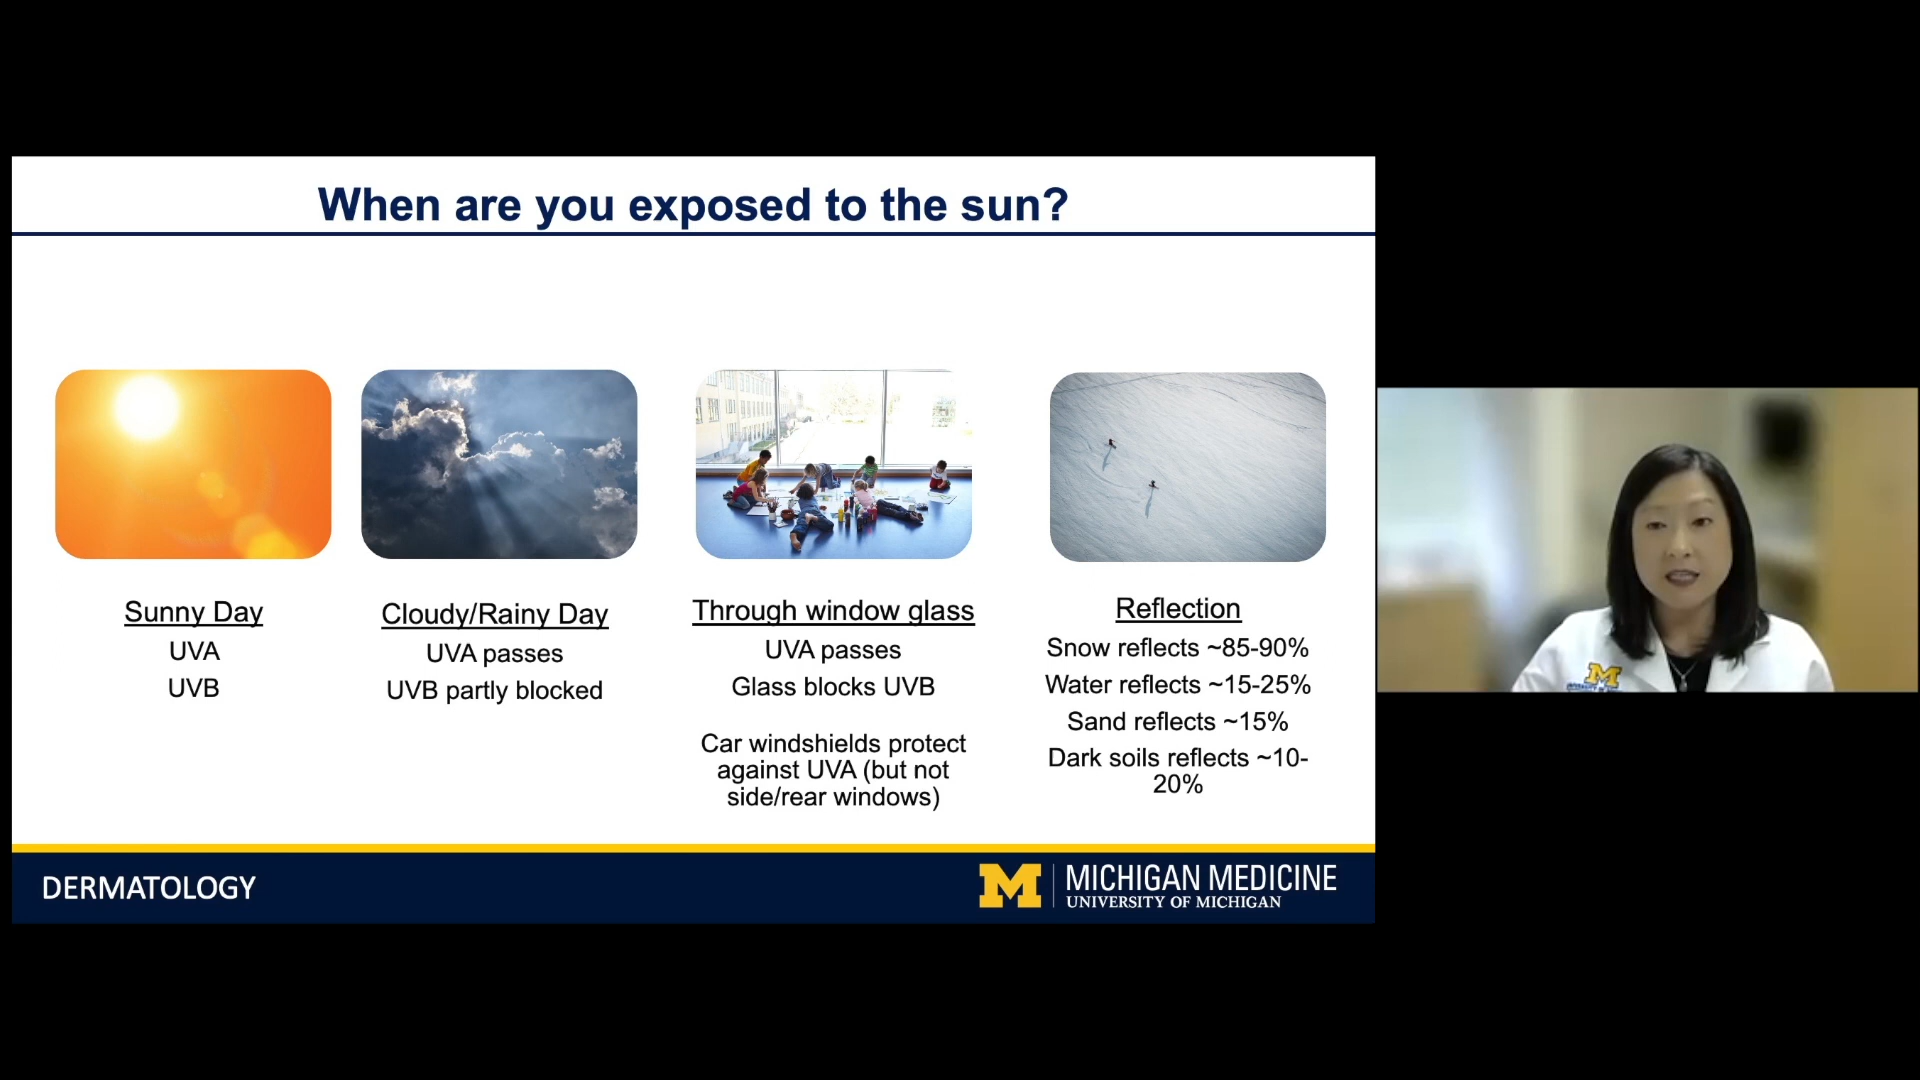 When are you exposed to the sun?
Sunny Day
UVA
UVB
Cloudy/Rainy Day
UVA passes
UVB partly blocked
Through window glass
UVA passes
Glass blocks UVB
Car windshields protect
against UVA (but not
side/rear windows)
Reflection
Snow reflects ~85-90%
Water reflects ~15-25%
Sand reflects ~15%
Dark soils reflects ~10-
20%
DERMATOLOGY
M
MICHIGAN MEDICINE
UNIVERSITY OF MICHIGAN
M